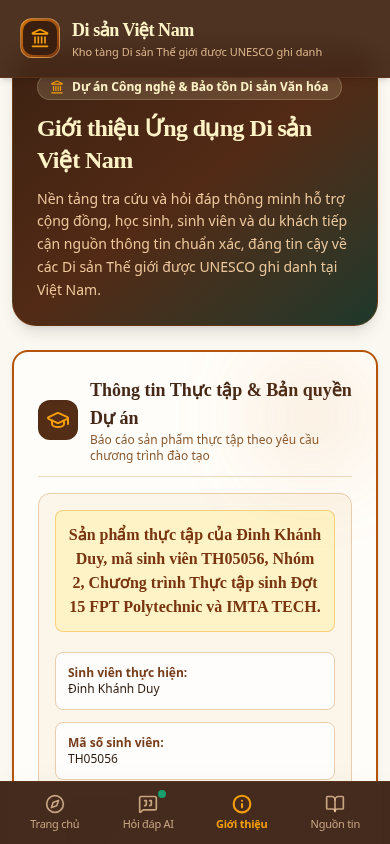 Di sản Việt Nam
Kho tàng Di sản Thế giới được UNESCO ghi danh
Dự án Công nghệ & Bảo tồn Di sản Văn hóa
Giới thiệu Ứng dụng Di sản
Việt Nam
Nền tảng tra cứu và hỏi đáp thông minh hỗ trợ
cộng đồng, học sinh, sinh viên và du khách tiếp
cận nguồn thông tin chuẩn xác, đáng tin cậy về
các Di sản Thế giới được UNESCO ghi danh tại
Việt Nam.
Thông tin Thực tập & Bản quyền
Dự án
Báo cáo sản phẩm thực tập theo yêu cầu
chương trình đào tạo
Sản phẩm thực tập của Đinh Khánh
Duy, mã sinh viên TH05056, Nhóm
2, Chương trình Thực tập sinh Đợt
15 FPT Polytechnic và IMTA TECH.
Sinh viên thực hiện:
Đinh Khánh Duy
Mã số sinh viên:
TH05056
Trang chủ
Hỏi đáp AI
Giới thiệu
Nguồn tin